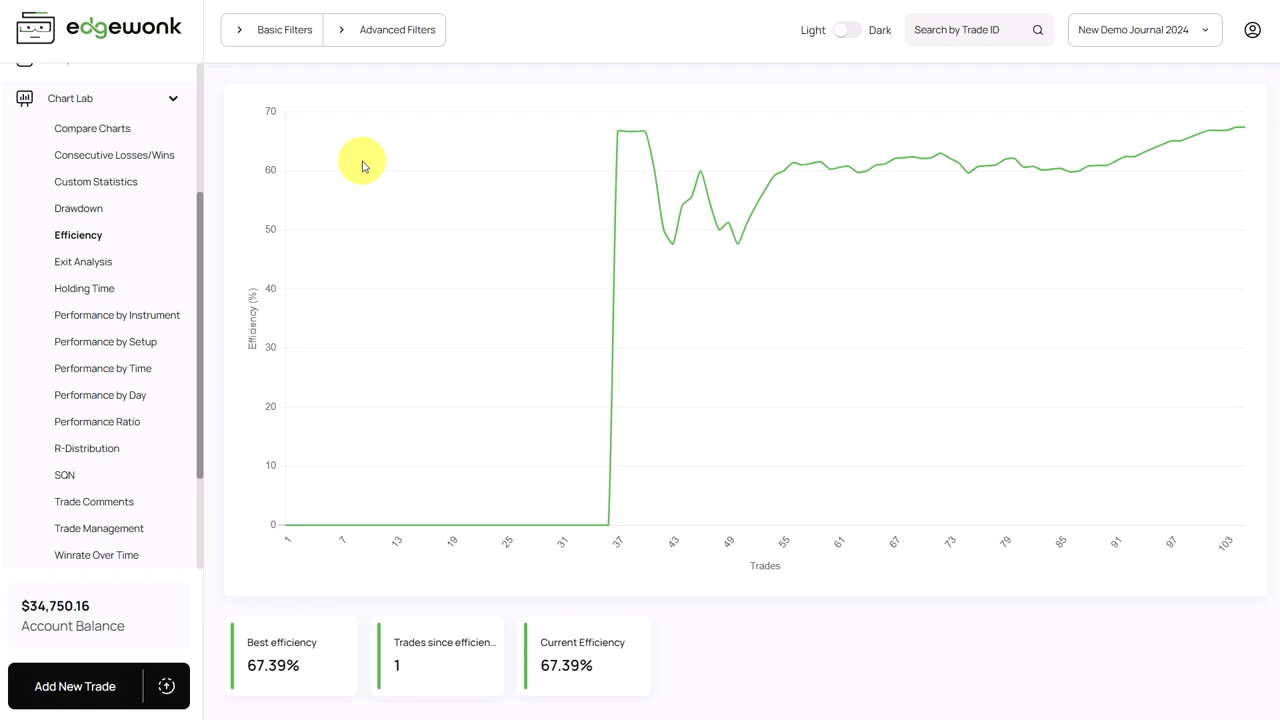 edgewonk
Basic Filters
Advanced Filters
Light
Dark
Search by Trade ID
New Demo Journal 2024
Chart Lab
Compare Charts
Consecutive Losses/Wins
Custom Statistics
Drawdown
Efficiency
Exit Analysis
Holding Time
Performance by Instrument
Performance by Setup
Performance by Time
Performance by Day
Performance Ratio
R-Distribution
SQN
Trade Comments
Trade Management
Winrate Over Time
$34,750.16
Account Balance
Add New Trade
Efficiency (%)
70
60
50
40
30
20
10
0
1 7 13 19 25 31 37 43 49 55 61 67 73 79 85 91 97 103
Trades
Best efficiency
67.39%
Trades since efficien...
1
Current Efficiency
67.39%